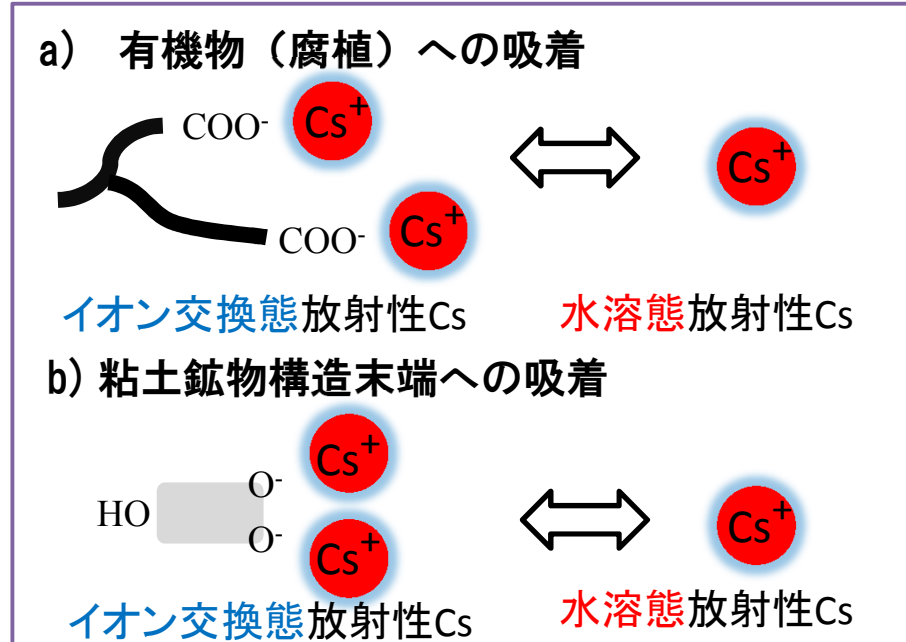 a) 有機物（腐植）への吸着
COO⁻ Cs⁺
Cs⁺
COO⁻ Cs⁺
イオン交換態放射性Cs 水溶態放射性Cs
b) 粘土鉱物構造末端への吸着
Cs⁺
O⁻
HO
Cs⁺
O⁻ Cs⁺
イオン交換態放射性Cs 水溶態放射性Cs